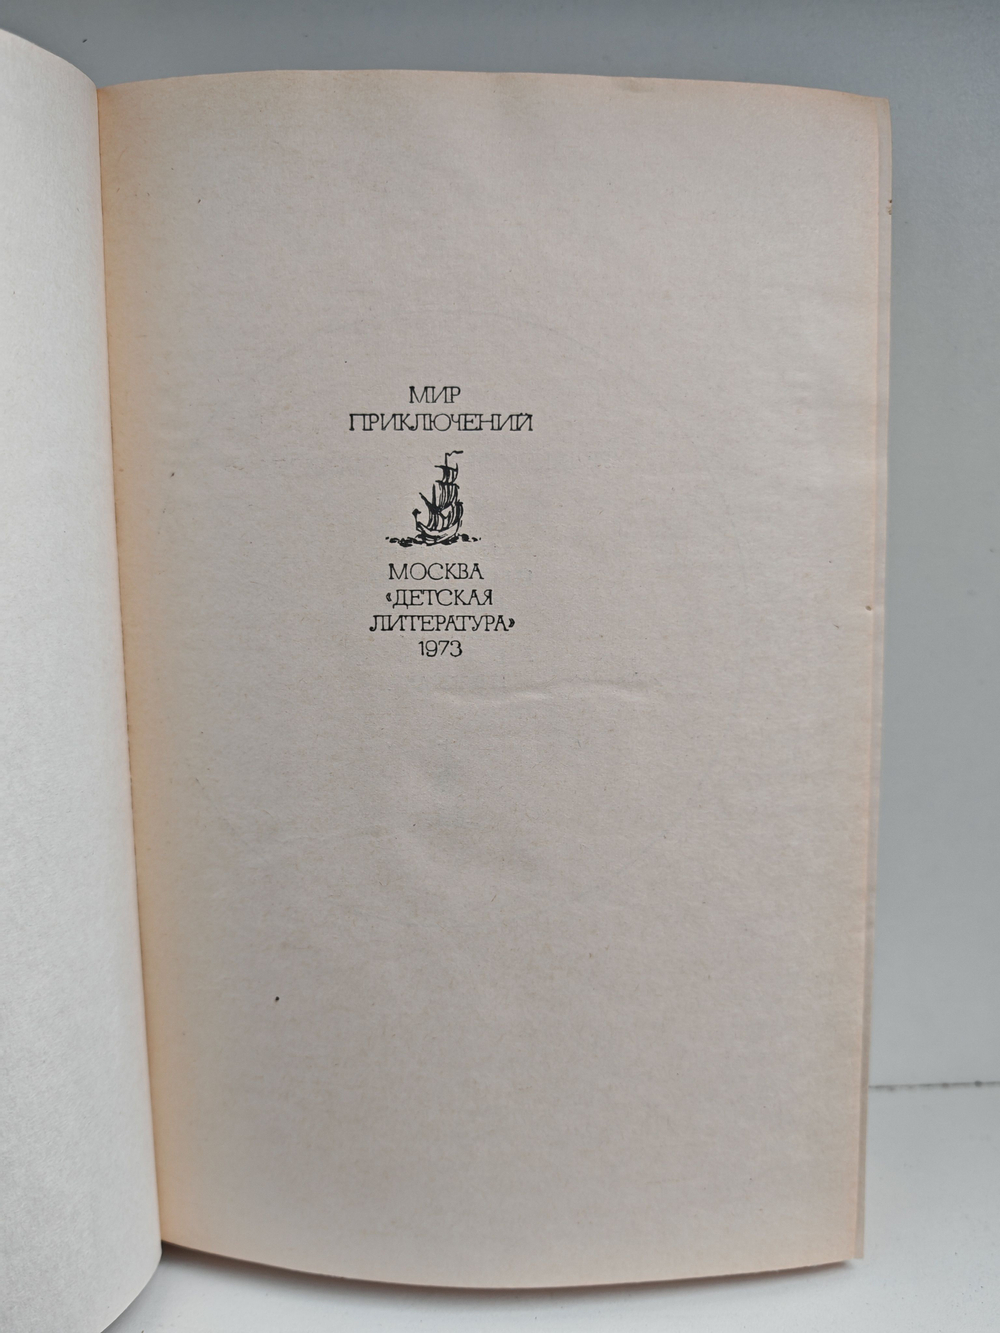 МИР
ПРИКЛЮЧЕНИЙ
МОСКВА
«ДЕТСКАЯ
ЛИТЕРАТУРА»
1973